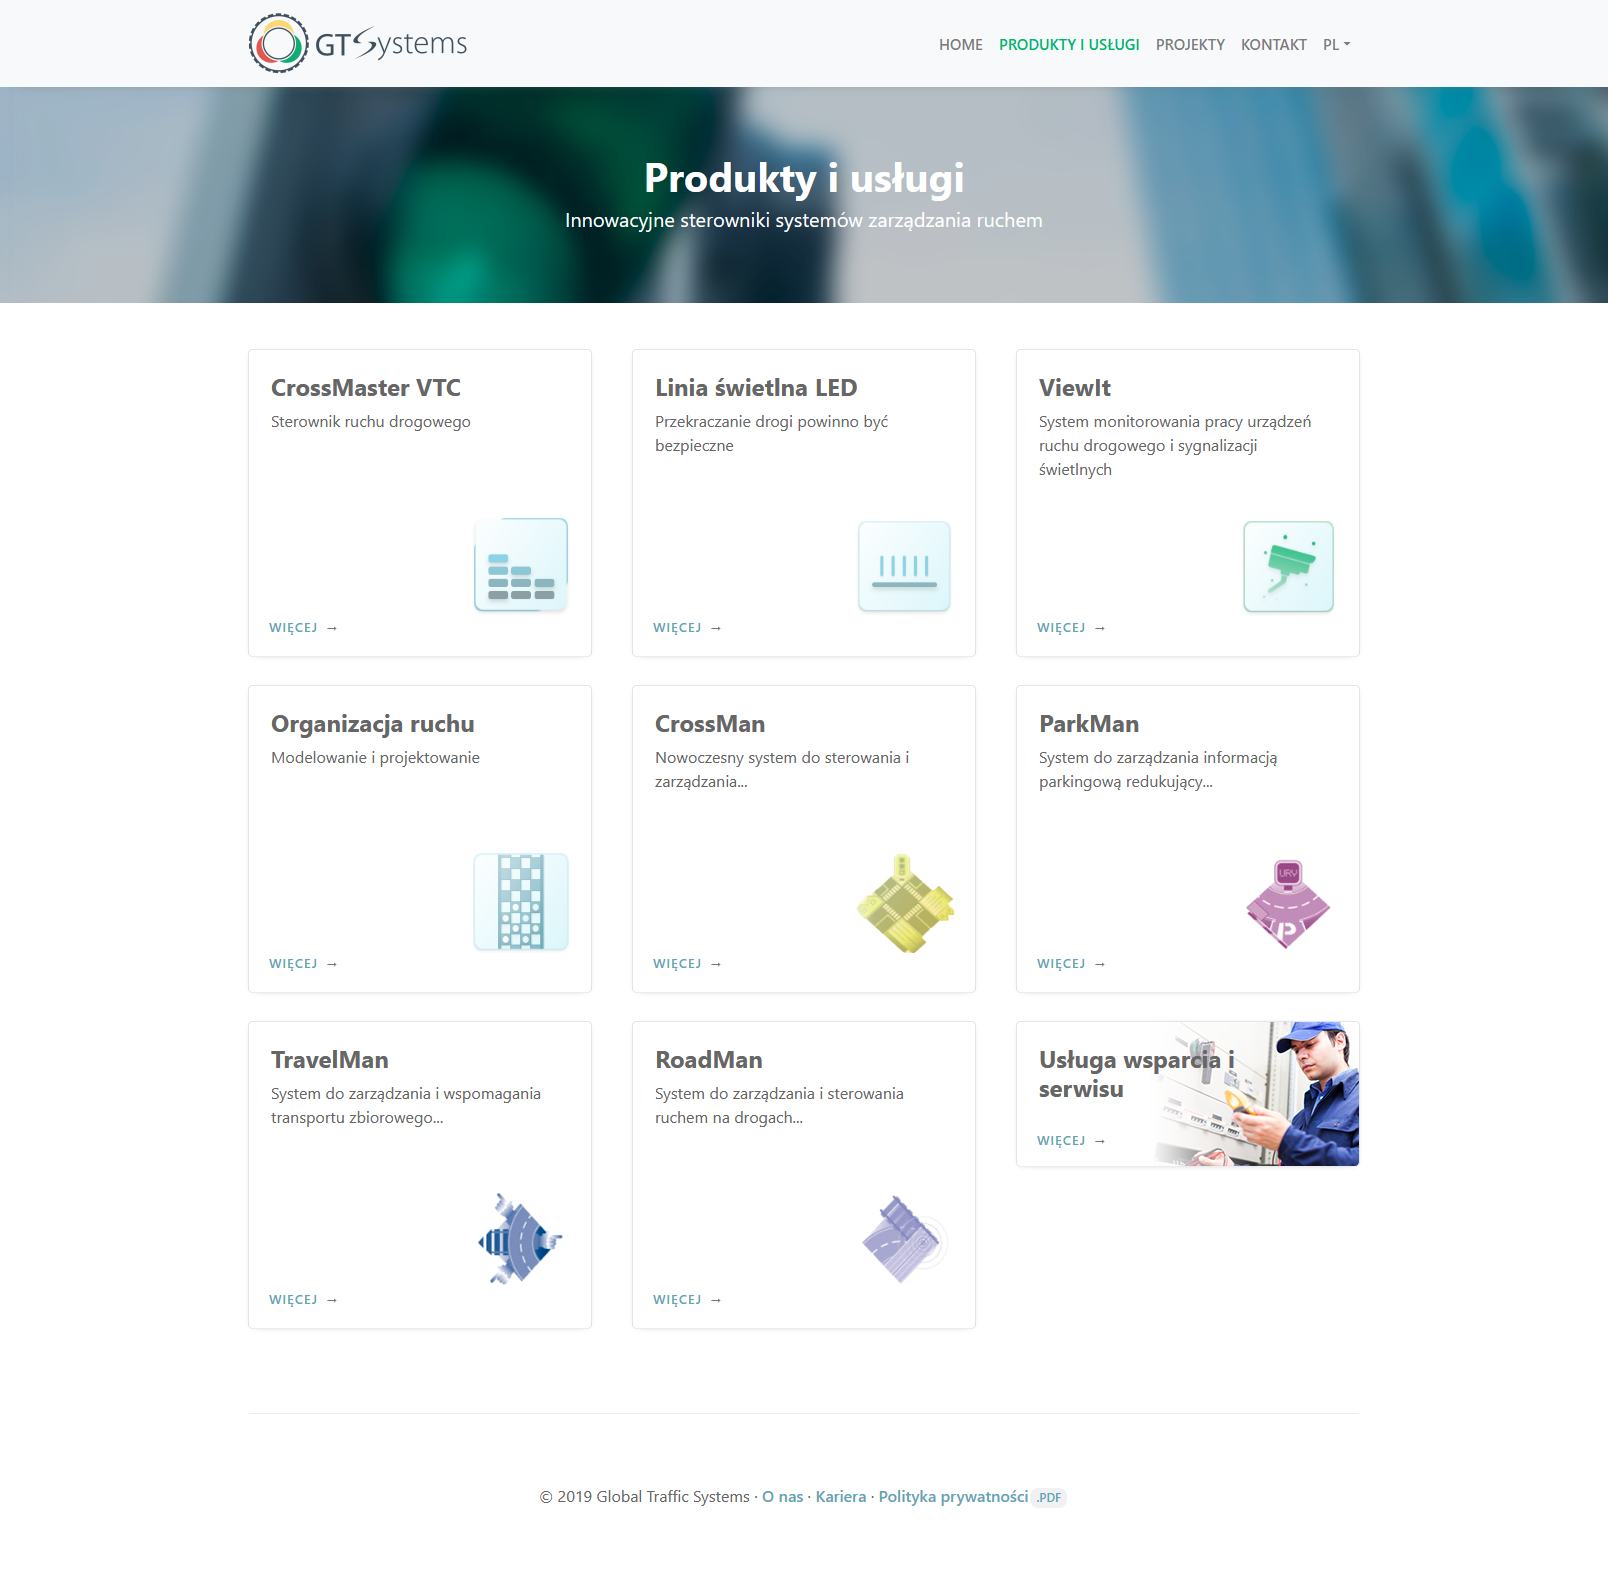 GTSystems
HOME PRODUKTY I USŁUGI PROJEKTY KONTAKT PL
Produkty i usługi
Innowacyjne sterowniki systemów zarządzania ruchem
CrossMaster VTC
Sterownik ruchu drogowego
WIĘCEJ →
Linia świetlna LED
Przekraczanie drogi powinno być
bezpieczne
WIĘCEJ →
ViewIt
System monitorowania pracy urządzeń
ruchu drogowego i sygnalizacji
świetlnych
WIĘCEJ →
Organizacja ruchu
Modelowanie i projektowanie
WIĘCEJ →
CrossMan
Nowoczesny system do sterowania i
zarządzania...
WIĘCEJ →
ParkMan
System do zarządzania informacją
parkingową redukujący...
URY
P
WIĘCEJ →
TravelMan
System do zarządzania i wspomagania
transportu zbiorowego...
WIĘCEJ →
RoadMan
System do zarządzania i sterowania
ruchem na drogach...
WIĘCEJ →
Usługa wsparcia i
serwisu
WIĘCEJ →
© 2019 Global Traffic Systems · O nas · Kariera · Polityka prywatności .PDF